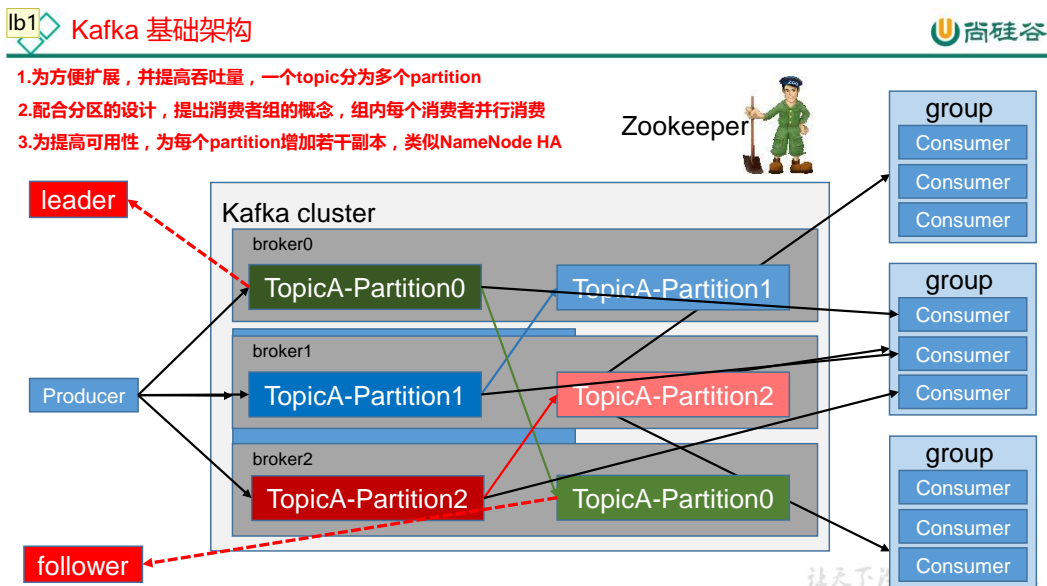 lb1
Kafka 基础架构
尚硅谷
1.为方便扩展，并提高吞吐量，一个topic分为多个partition
2.配合分区的设计，提出消费者组的概念，组内每个消费者并行消费
3.为提高可用性，为每个partition增加若干副本，类似NameNode HA
ZOO
Zookeeper
group
Consumer
Consumer
Consumer
leader
Kafka cluster
broker0
TopicA-Partition0
TopicA-Partition1
group
Consumer
Consumer
Consumer
broker1
Producer
TopicA-Partition1
TopicA-Partition2
broker2
TopicA-Partition2
TopicA-Partition0
group
Consumer
Consumer
Consumer
follower
让天下